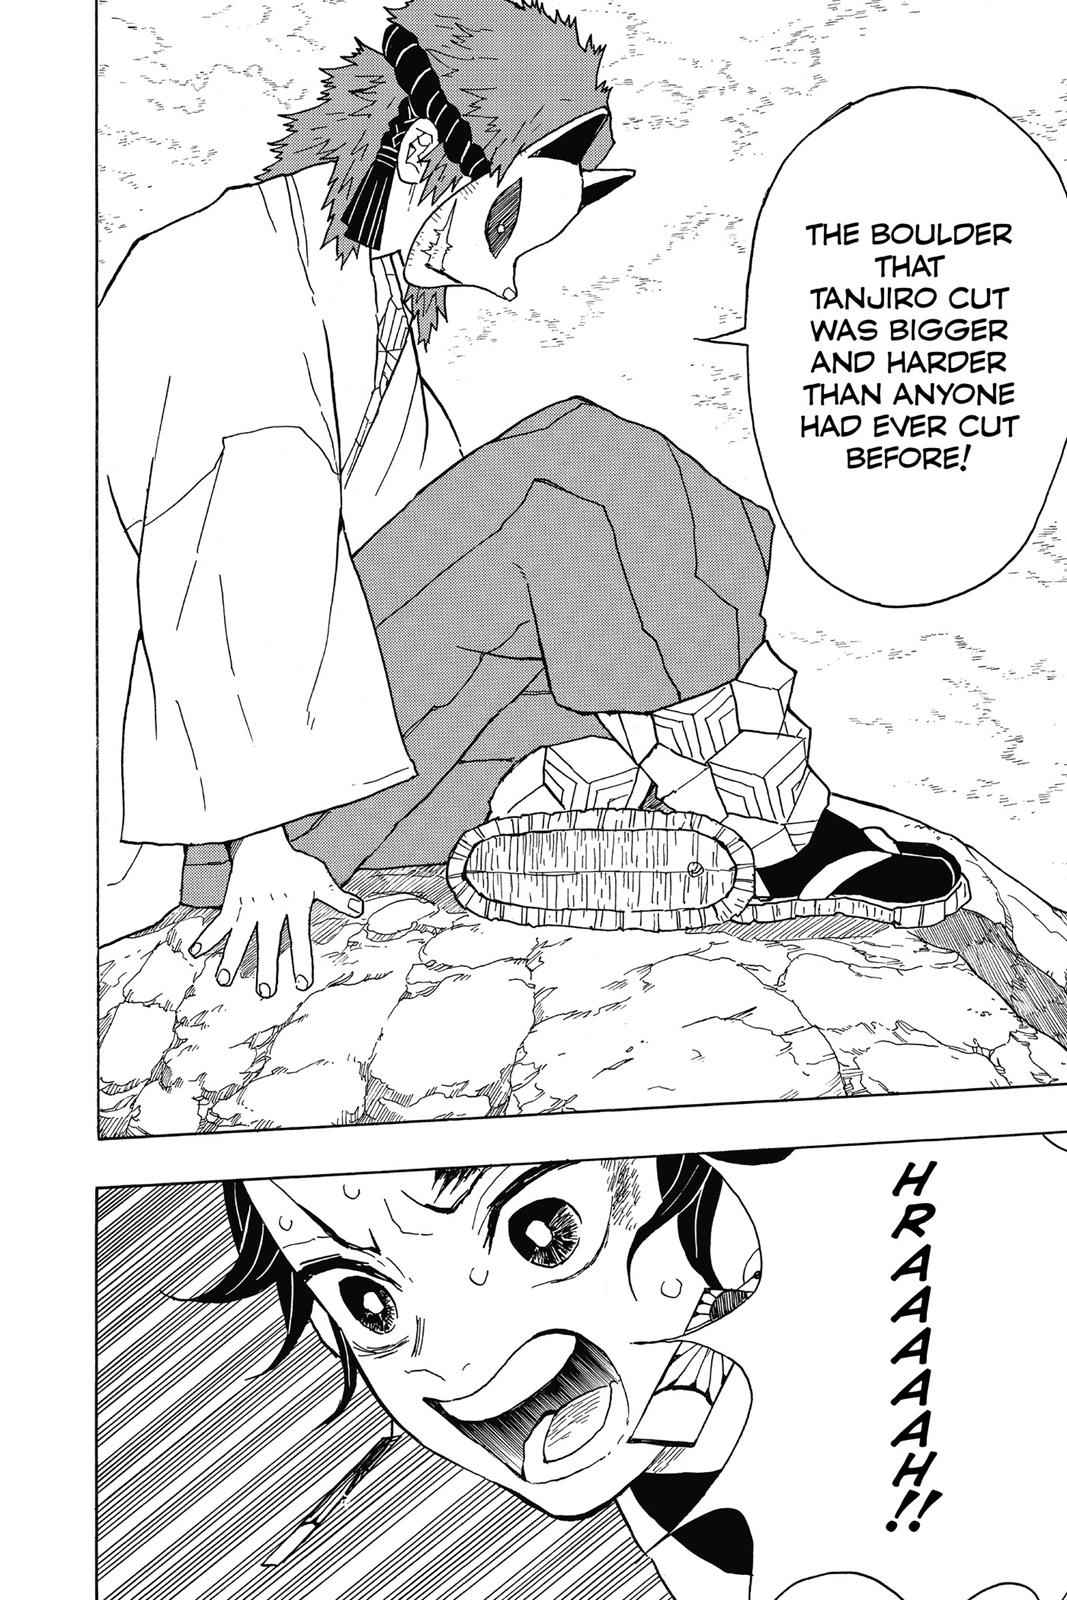 THE BOULDER
THAT
TANJIRO CUT
WAS BIGGER
AND HARDER
THAN ANYONE
HAD EVER CUT
BEFORE!
HRAAAAAH!!